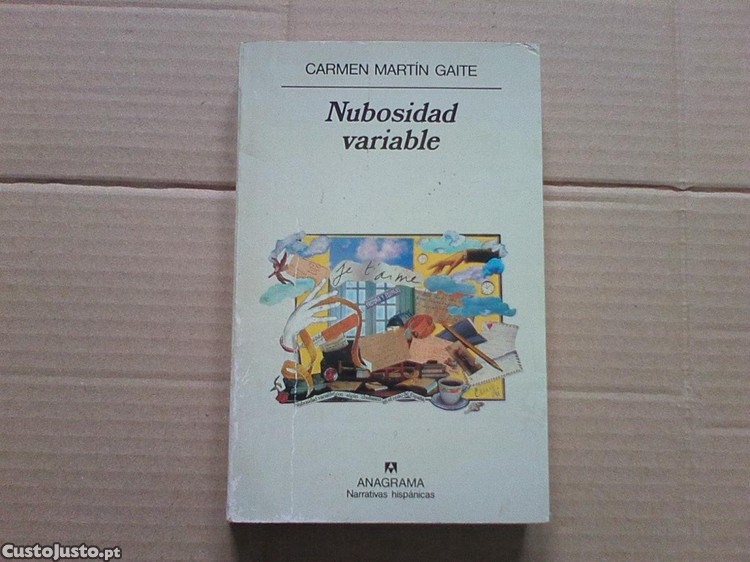 CARMEN MARTÍN GAITE
Nubosidad
variable
Je t'aime
ANAGRAMA
Narrativas hispánicas
CustoJusto.pt